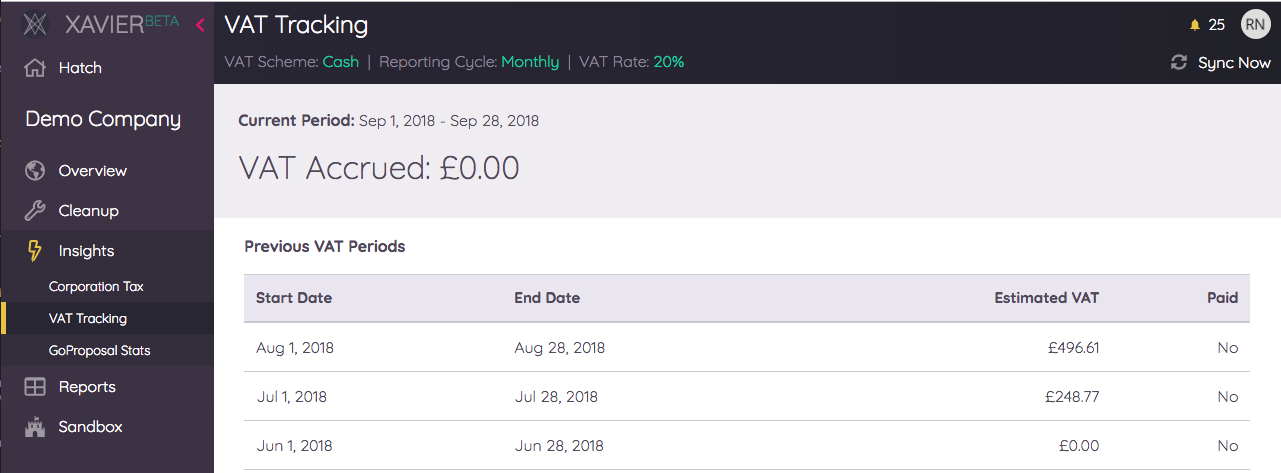 XAVIER BETA
Hatch
Demo Company
Overview
Cleanup
Insights
Corporation Tax
VAT Tracking
GoProposal Stats
Reports
Sandbox
VAT Tracking
25
RN
VAT Scheme: Cash | Reporting Cycle: Monthly | VAT Rate: 20%
Sync Now
Current Period: Sep 1, 2018 - Sep 28, 2018
VAT Accrued: £0.00
Previous VAT Periods
Start Date End Date Estimated VAT Paid
Aug 1, 2018 Aug 28, 2018 £496.61 No
Jul 1, 2018 Jul 28, 2018 £248.77 No
Jun 1, 2018 Jun 28, 2018 £0.00 No